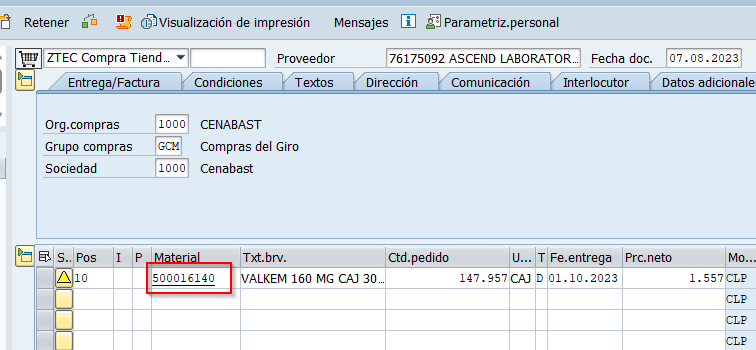 Retener Visualización de impresión Mensajes Parametriz.personal
ZTEC Compra Tiend... Proveedor 76175092 ASCEND LABORATOR... Fecha doc. 07.08.2023
Entrega/Factura Condiciones Textos Dirección Comunicación Interlocutor Datos adicionales
Org.compras 1000 CENABAST
Grupo compras GCM Compras del Giro
Sociedad 1000 Cenabast
S.. Pos I P Material Txt.brv. Ctd.pedido U... T Fe.entrega Prc.neto Mo...
10 500016140 VALKEM 160 MG CAJ 30... 147.957 CAJ D 01.10.2023 1.557 CLP
CLP
CLP
CLP